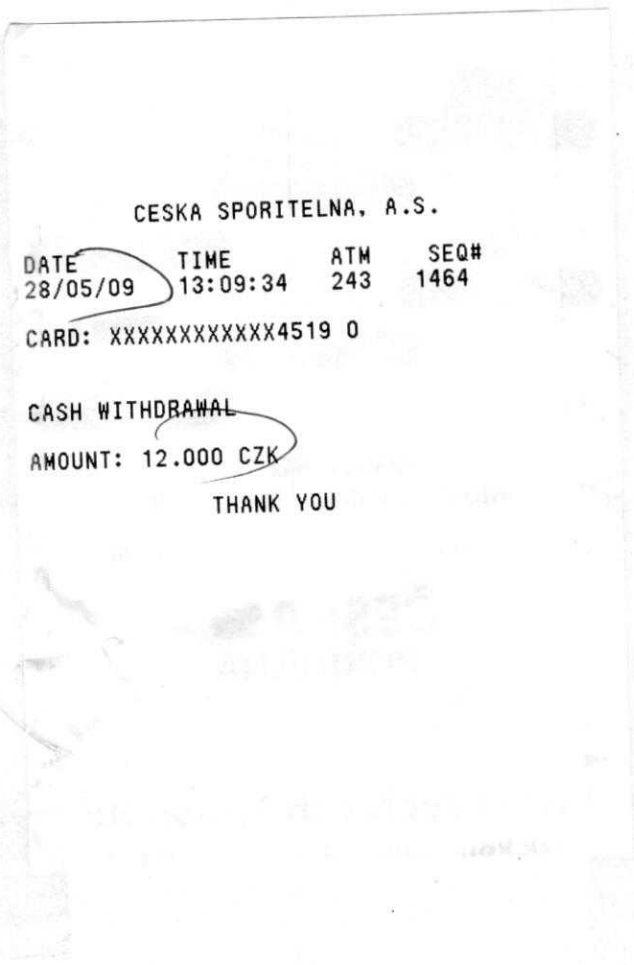 CESKA SPORITELNA, A.S.
DATE TIME ATM SEQ#
28/05/09 13:09:34 243 1464
CARD: XXXXXXXXXXXX4519 0
CASH WITHDRAWAL
AMOUNT: 12.000 CZK
THANK YOU